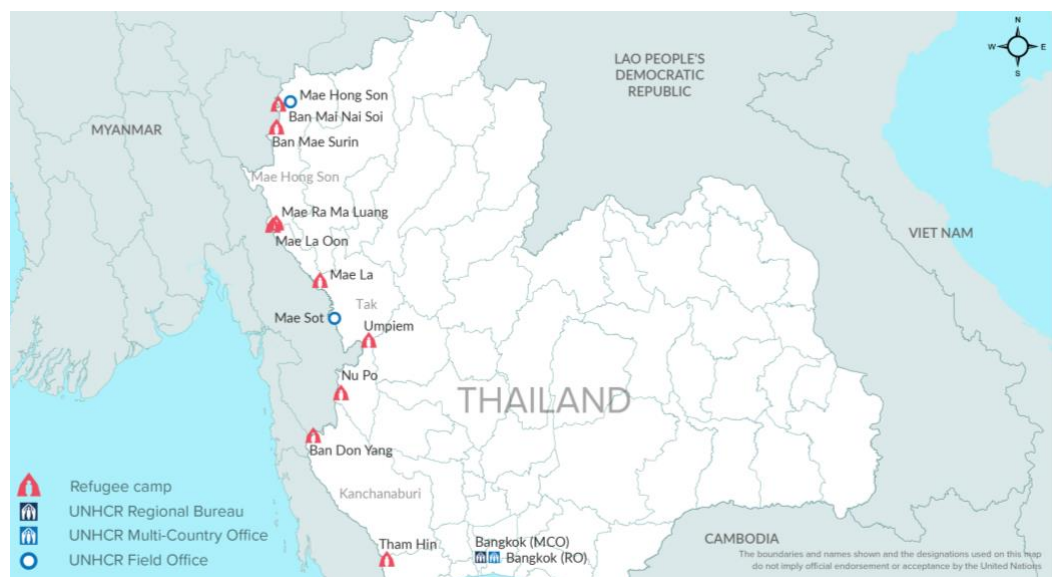 N
W
E
S
LAO PEOPLE'S
DEMOCRATIC
REPUBLIC
MYANMAR
Mae Hong Son
Ban Mai Nai Soi
Ban Mae Surin
Mae Hong Son
Mae Ra Ma Luang
Mae La Oon
VIET NAM
Mae La
Tak
Mae Sot
Umpiem
Nu Po
THAILAND
Ban Don Yang
Kanchanaburi
Tham Hin
Bangkok (MCO)
Bangkok (RO)
CAMBODIA
Refugee camp
UNHCR Regional Bureau
UNHCR Multi-Country Office
UNHCR Field Office
The boundaries and names shown and the designations used on this map
do not imply official endorsement or acceptance by the United Nations